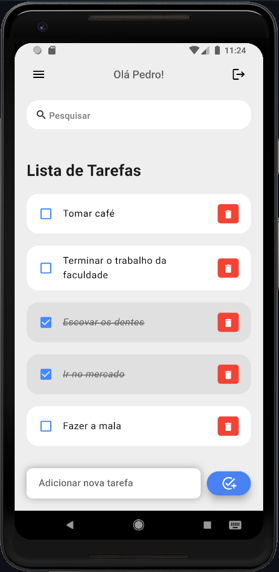 11:24
Olá Pedro!
Pesquisar
Lista de Tarefas
Tomar café
Terminar o trabalho da
faculdade
Escovar os dentes
Ir no mercado
Fazer a mala
Adicionar nova tarefa